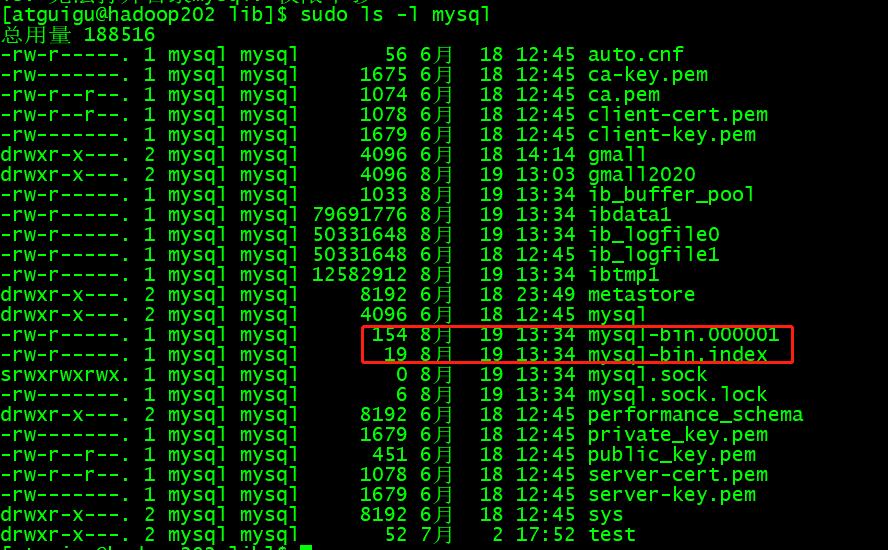 [atguigu@hadoop202 lib]$ sudo ls -l mysql
总用量 188516
-rw-r-----. 1 mysql mysql       56 6月  18 12:45 auto.cnf
-rw-------. 1 mysql mysql     1675 6月  18 12:45 ca-key.pem
-rw-r--r--. 1 mysql mysql     1074 6月  18 12:45 ca.pem
-rw-r--r--. 1 mysql mysql     1078 6月  18 12:45 client-cert.pem
-rw-------. 1 mysql mysql     1679 6月  18 12:45 client-key.pem
drwxr-x---. 2 mysql mysql     4096 6月  18 14:14 gmall
drwxr-x---. 2 mysql mysql     4096 8月  19 13:03 gmall2020
-rw-r-----. 1 mysql mysql     1033 8月  19 13:34 ib_buffer_pool
-rw-r-----. 1 mysql mysql 79691776 8月  19 13:34 ibdata1
-rw-r-----. 1 mysql mysql 50331648 8月  19 13:34 ib_logfile0
-rw-r-----. 1 mysql mysql 50331648 6月  18 12:45 ib_logfile1
-rw-r-----. 1 mysql mysql 12582912 8月  19 13:34 ibtmp1
drwxr-x---. 2 mysql mysql     8192 6月  18 23:49 metastore
drwxr-x---. 2 mysql mysql     4096 6月  18 12:45 mysql
-rw-r-----. 1 mysql mysql      154 8月  19 13:34 mysql-bin.000001
-rw-r-----. 1 mysql mysql       19 8月  19 13:34 mysql-bin.index
srwxrwxrwx. 1 mysql mysql        0 8月  19 13:34 mysql.sock
-rw-------. 1 mysql mysql        6 8月  19 13:34 mysql.sock.lock
drwxr-x---. 2 mysql mysql     8192 6月  18 12:45 performance_schema
-rw-------. 1 mysql mysql     1679 6月  18 12:45 private_key.pem
-rw-r--r--. 1 mysql mysql      451 6月  18 12:45 public_key.pem
-rw-r--r--. 1 mysql mysql     1078 6月  18 12:45 server-cert.pem
-rw-------. 1 mysql mysql     1679 6月  18 12:45 server-key.pem
drwxr-x---. 2 mysql mysql     8192 6月  18 12:45 sys
drwxr-x---. 2 mysql mysql       52 7月   2 17:52 test
[atguigu@hadoop202 lib]$